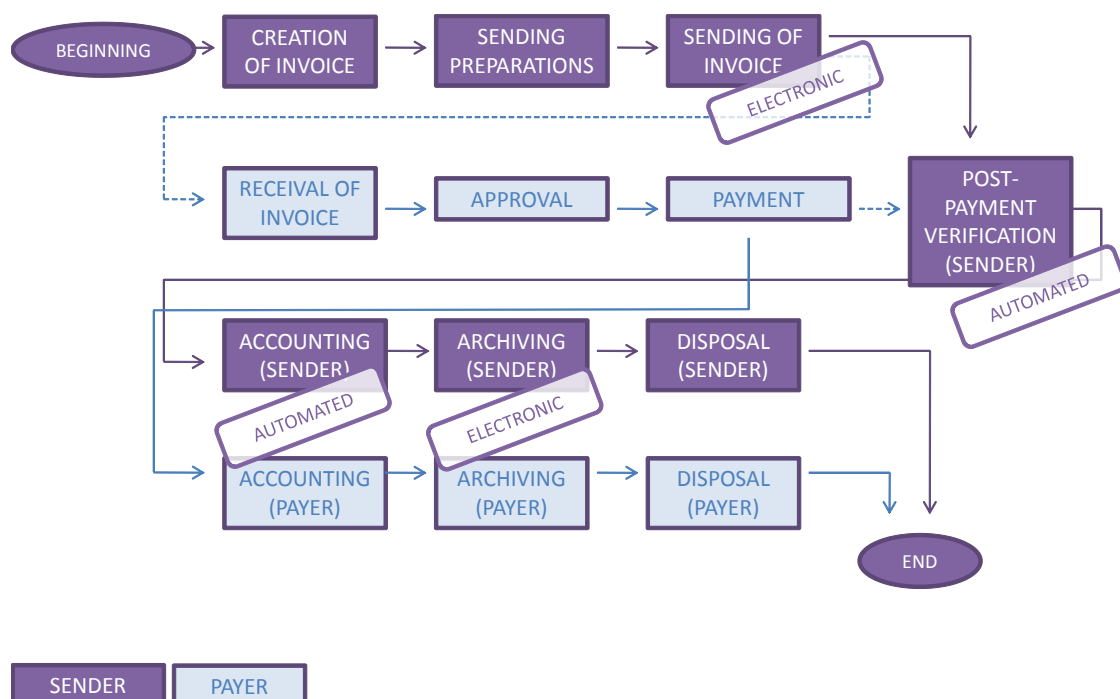 BEGINNING
CREATION
OF INVOICE
SENDING
PREPARATIONS
SENDING OF
INVOICE
ELECTRONIC
RECEIVAL OF
INVOICE
APPROVAL
PAYMENT
POST-
PAYMENT
VERIFICATION
(SENDER)
AUTOMATED
ACCOUNTING
(SENDER)
ARCHIVING
(SENDER)
DISPOSAL
(SENDER)
AUTOMATED
ELECTRONIC
ACCOUNTING
(PAYER)
ARCHIVING
(PAYER)
DISPOSAL
(PAYER)
END
SENDER
PAYER